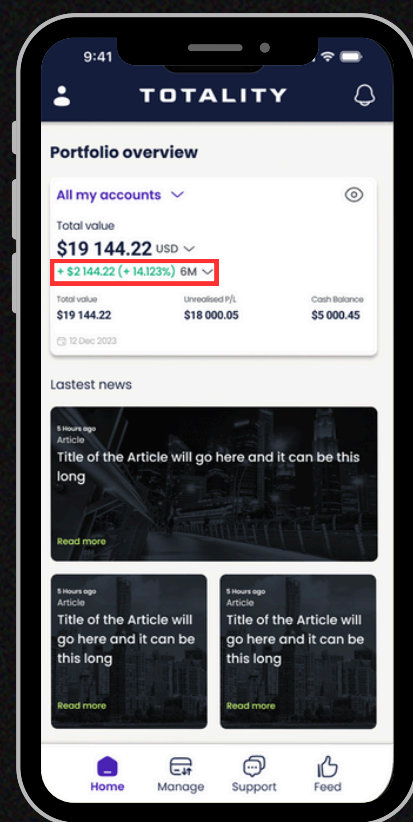 9:41
TOTALITY
Portfolio overview
All my accounts
Total value
$19 144.22 USD
+ $2 144.22 (+ 14.123%) 6M
Total value Unrealised P/L Cash Balance
$19 144.22 $18 000.05 $5 000.45
12 Dec 2023
Lastest news
5 Hours ago
Article
Title of the Article will go here and it can be this
long
Read more
5 Hours ago
Article
Title of the Article will
go here and it can be
this long
Read more
5 Hours ago
Article
Title of the Article will
go here and it can be
this long
Read more
Home Manage Support Feed